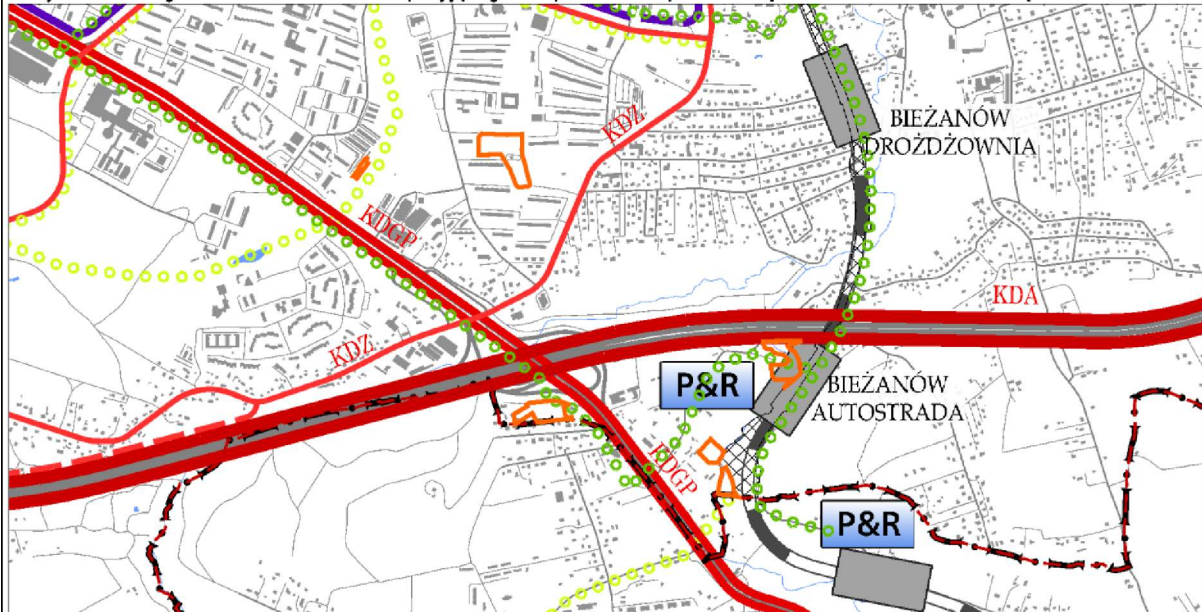 BIEŻANÓW
DROŻDŻOWNIA
KDZ
KDGP
KDA
KDZ
P&R
BIEŻANÓW
AUTOSTRADA
KDGP
P&R